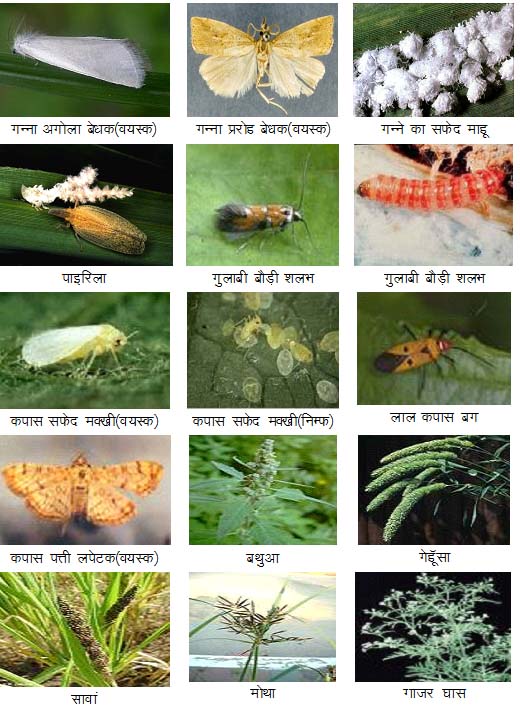 गन्ना अगोला बेधक(वयस्क) गन्ना प्ररोह बेधक(वयस्क) गन्ने का सफेद माहू
पाइरिला गुलाबी बौड़ी शलभ गुलाबी बौड़ी शलभ
कपास सफेद मक्खी(वयस्क) कपास सफेद मक्खी(निम्फ) लाल कपास बग
कपास पत्ती लपेटक(वयस्क) बथुआ गेहूँसा
सावां मोथा गाजर घास